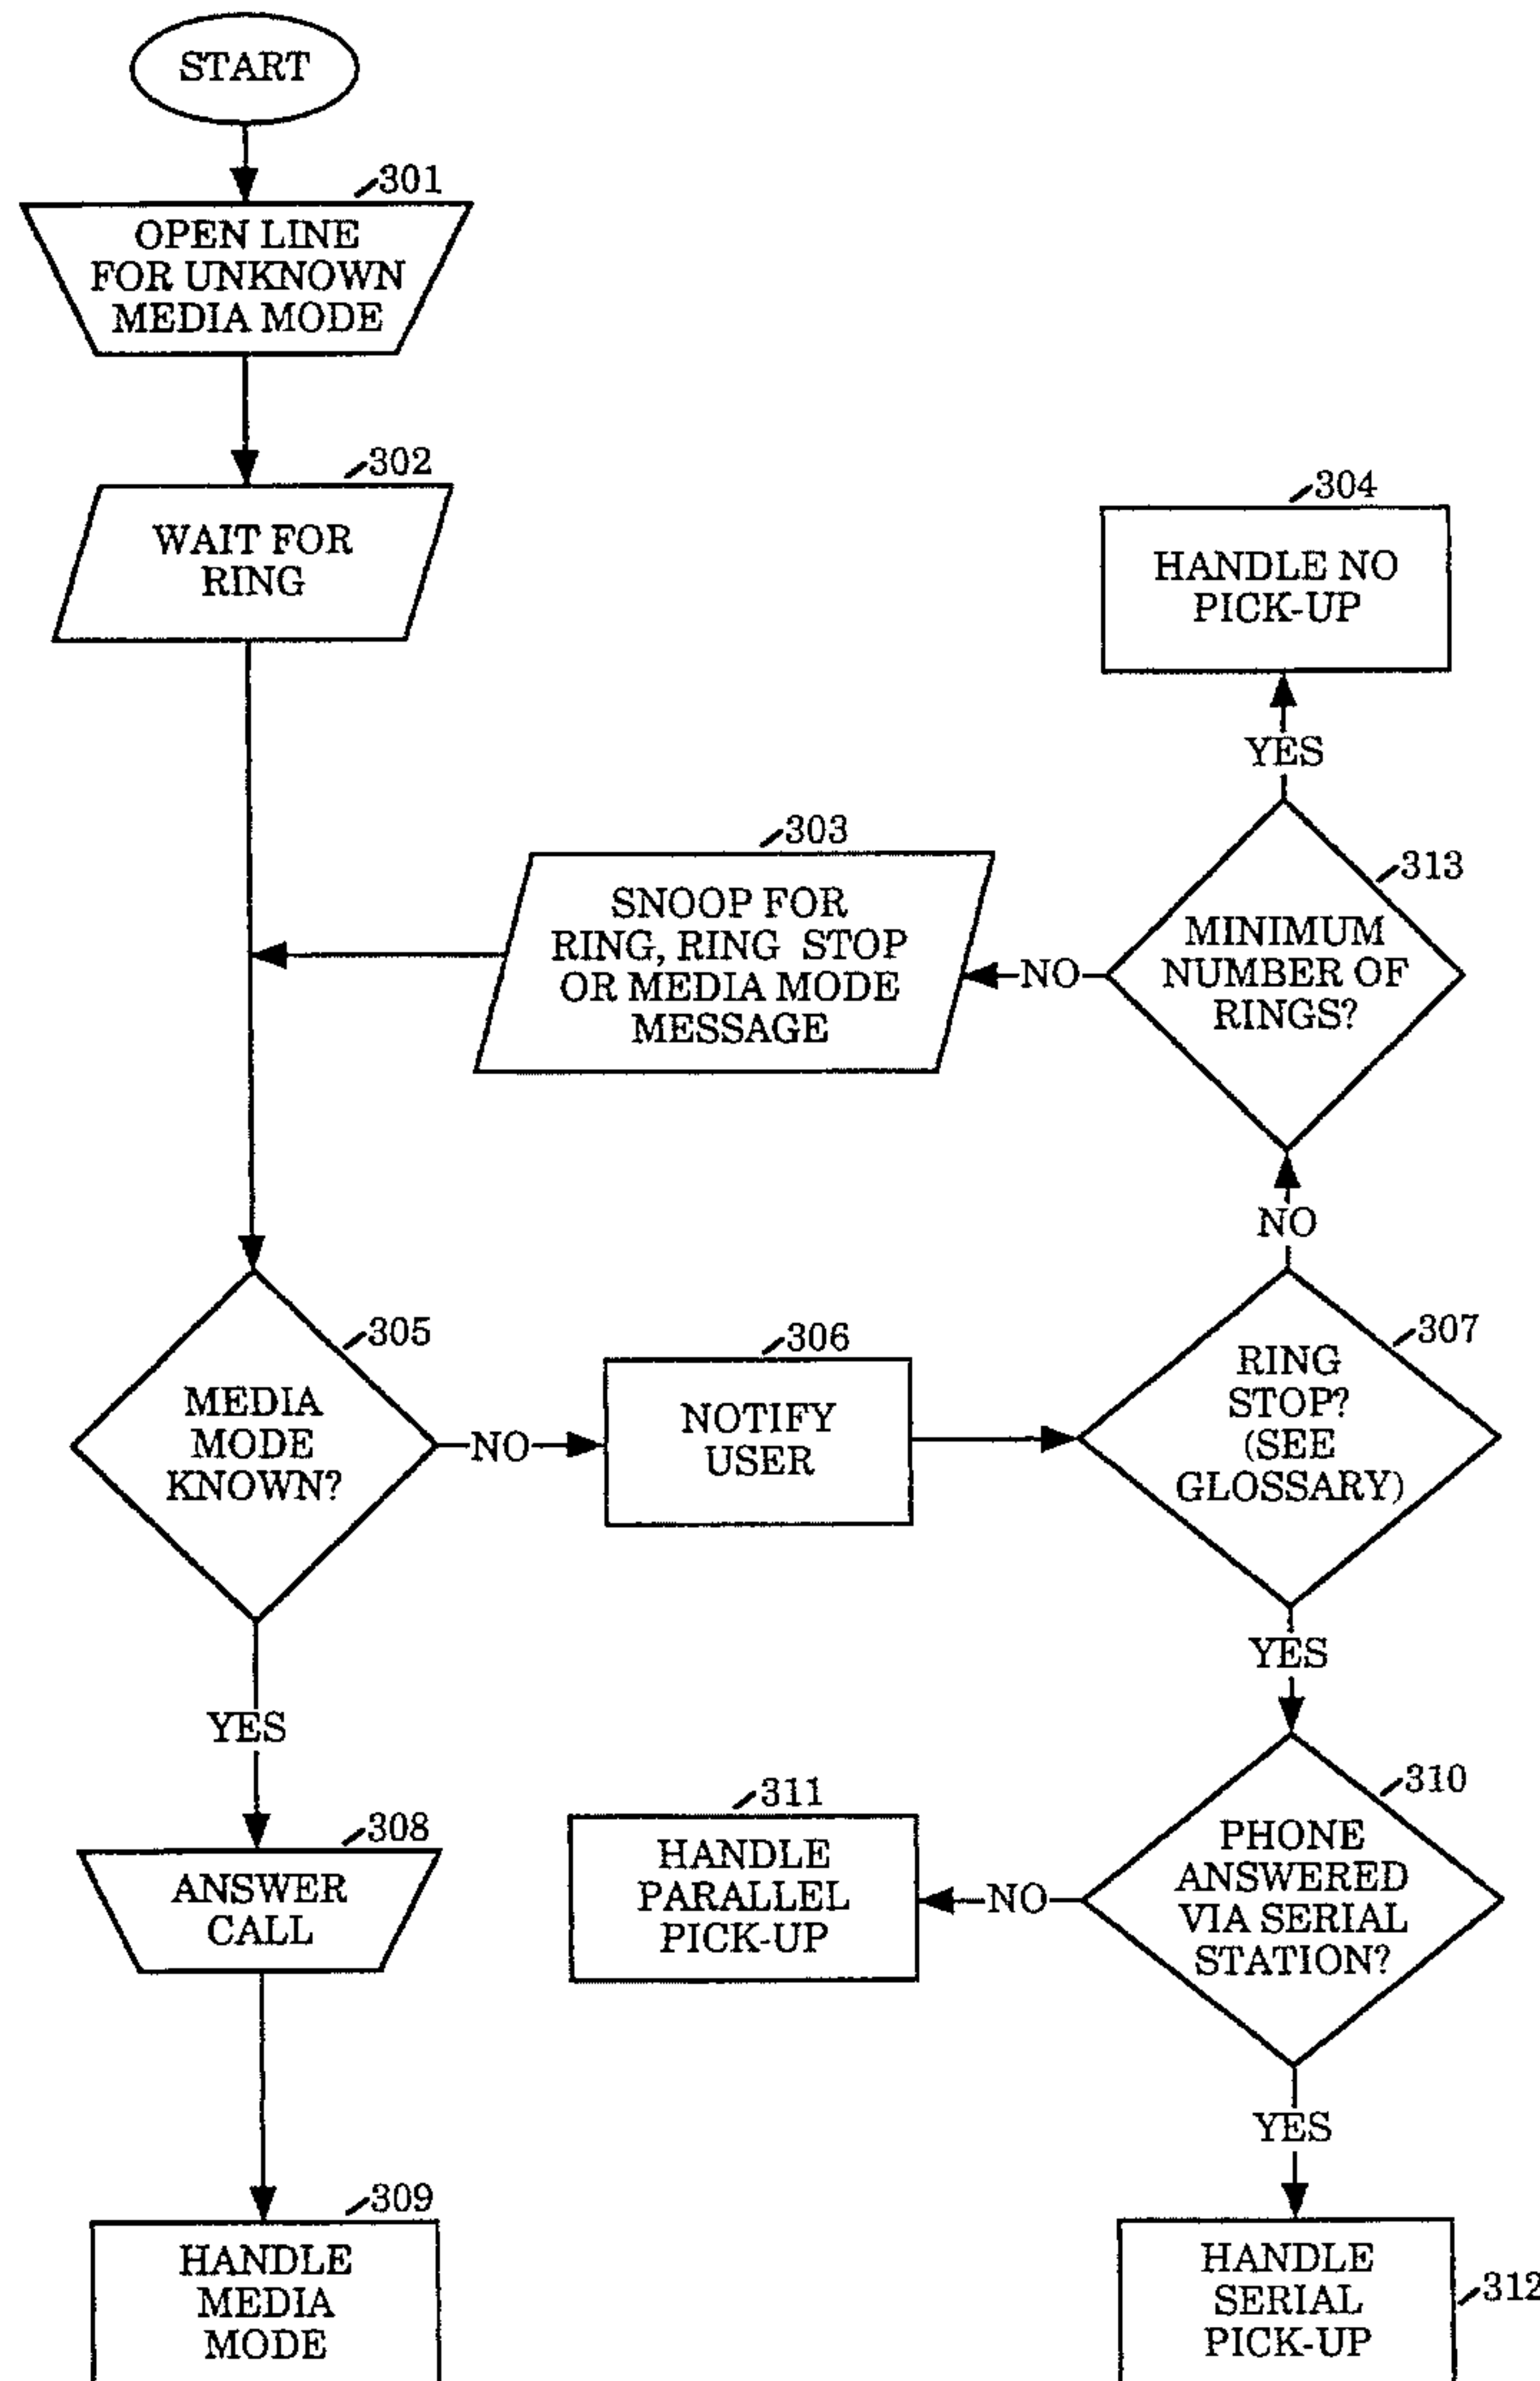 START
301
OPEN LINE
FOR UNKNOWN
MEDIA MODE
302
WAIT FOR
RING
304
HANDLE NO
PICK-UP
YES
303
SNOOP FOR
RING, RING STOP
OR MEDIA MODE
MESSAGE
NO
313
MINIMUM
NUMBER OF
RINGS?
NO
305
MEDIA
MODE
KNOWN?
NO
306
NOTIFY
USER
307
RING
STOP?
(SEE
GLOSSARY)
YES
YES
308
ANSWER
CALL
311
HANDLE
PARALLEL
PICK-UP
NO
310
PHONE
ANSWERED
VIA SERIAL
STATION?
YES
309
HANDLE
MEDIA
MODE
HANDLE
SERIAL
PICK-UP
312